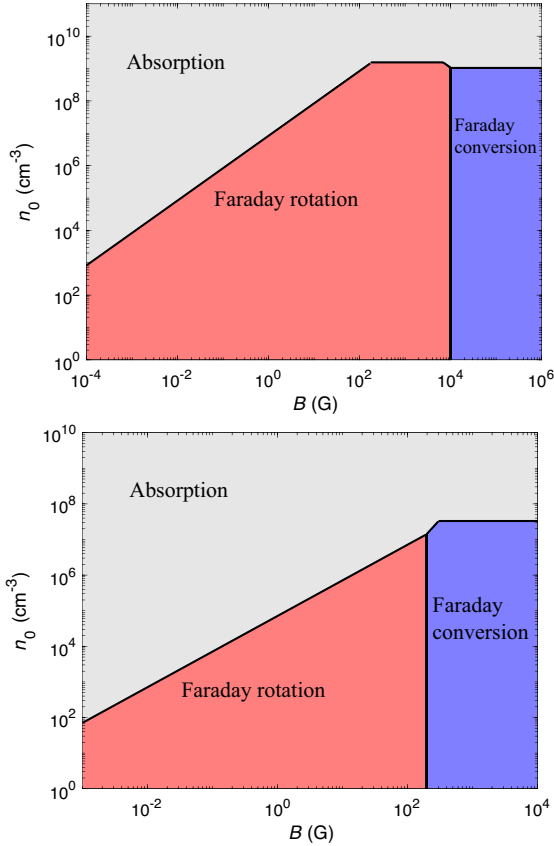 10^10
Absorption
10^8
Faraday
conversion
10^6
n_0 (cm^-3)
Faraday rotation
10^4
10^2
10^0
10^-4 10^-2 10^0 10^2 10^4 10^6
B (G)
10^10
Absorption
10^8
10^6
n_0 (cm^-3)
Faraday
conversion
10^4
Faraday rotation
10^2
10^0
10^-2 10^0 10^2 10^4
B (G)